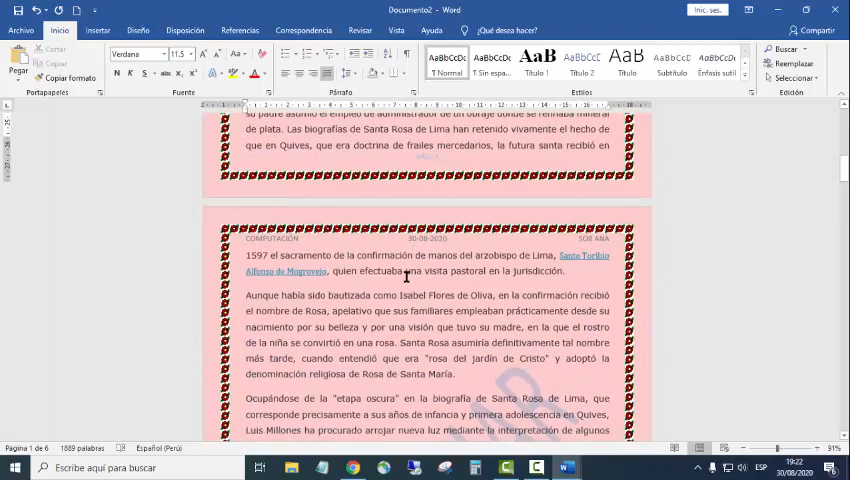 Documento2 - Word
Inic. ses.
Archivo Inicio Insertar Diseño Disposición Referencias Correspondencia Revisar Vista Ayuda ¿Qué desea hacer? Compartir
Pegar
Cortar
Copiar
Copiar formato
Portapapeles
Verdana 11.5
Fuente
Párrafo
AaBbCcDc AaBbCcDc AaB AaBbCcC AaB AaBbCcD AaBbCcDc
¶ Normal ¶ Sin espa... Título 1 Título 2 Título Subtítulo Énfasis sutil
Estilos
Buscar
Reemplazar
Seleccionar
Edición
su padre asumió el empleo de administrador de un obraje donde se refinaba mineral
de plata. Las biografías de Santa Rosa de Lima han retenido vivamente el hecho de
que en Quives, que era doctrina de frailes mercedarios, la futura santa recibió en
COMPUTACIÓN 30-08-2020 SOR ANA
1597 el sacramento de la confirmación de manos del arzobispo de Lima, Santo Toribio
Alfonso de Mogrovejo, quien efectuaba una visita pastoral en la jurisdicción.
Aunque había sido bautizada como Isabel Flores de Oliva, en la confirmación recibió
el nombre de Rosa, apelativo que sus familiares empleaban prácticamente desde su
nacimiento por su belleza y por una visión que tuvo su madre, en la que el rostro
de la niña se convirtió en una rosa. Santa Rosa asumiría definitivamente tal nombre
más tarde, cuando entendió que era "rosa del jardín de Cristo" y adoptó la
denominación religiosa de Rosa de Santa María.
Ocupándose de la "etapa oscura" en la biografía de Santa Rosa de Lima, que
corresponde precisamente a sus años de infancia y primera adolescencia en Quives,
Luis Millones ha procurado arrojar nueva luz mediante la interpretación de algunos
Página 1 de 6 1889 palabras Español (Perú) 91%
Escribe aquí para buscar
ESP
19:22
30/08/2020